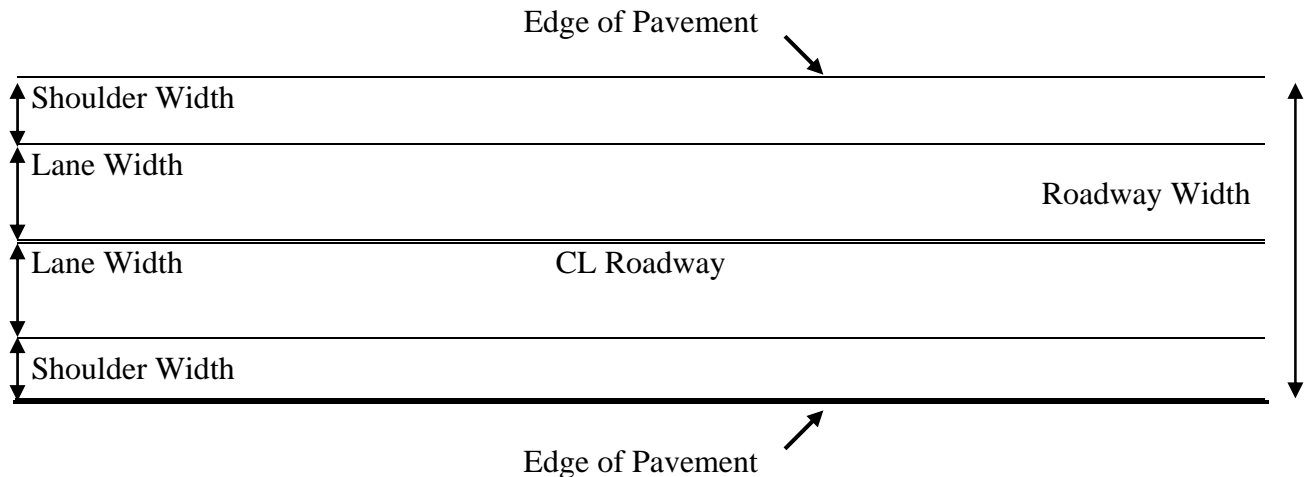 Edge of Pavement
Shoulder Width
Lane Width
Roadway Width
Lane Width
CL Roadway
Shoulder Width
Edge of Pavement